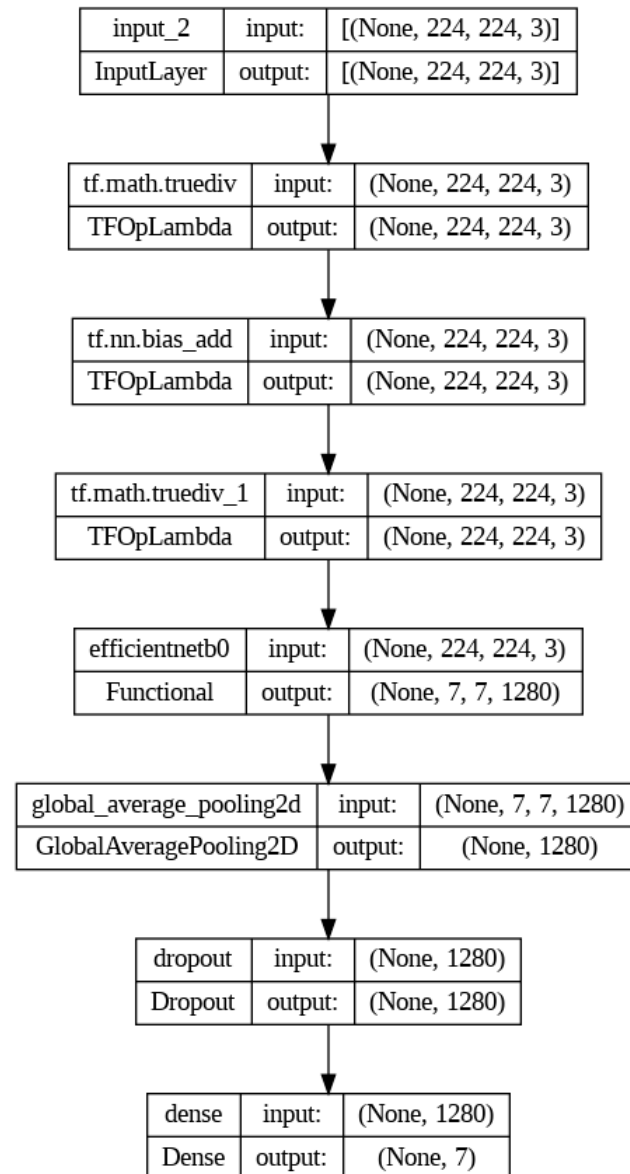 input_2 input: [(None, 224, 224, 3)]
InputLayer output: [(None, 224, 224, 3)]
tf.math.truediv input: (None, 224, 224, 3)
TFOpLambda output: (None, 224, 224, 3)
tf.nn.bias_add input: (None, 224, 224, 3)
TFOpLambda output: (None, 224, 224, 3)
tf.math.truediv_1 input: (None, 224, 224, 3)
TFOpLambda output: (None, 224, 224, 3)
efficientnetb0 input: (None, 224, 224, 3)
Functional output: (None, 7, 7, 1280)
global_average_pooling2d input: (None, 7, 7, 1280)
GlobalAveragePooling2D output: (None, 1280)
dropout input: (None, 1280)
Dropout output: (None, 1280)
dense input: (None, 1280)
Dense output: (None, 7)